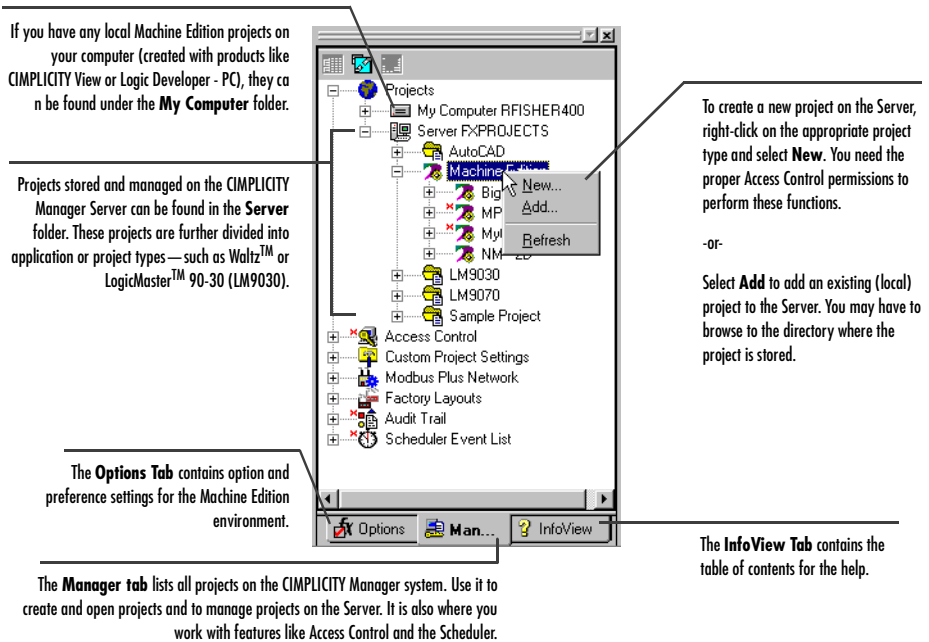 If you have any local Machine Edition projects on
your computer (created with products like
CIMPLICITY View or Logic Developer - PC), they ca
n be found under the My Computer folder.
Projects stored and managed on the CIMPLICITY
Manager Server can be found in the Server
folder. These projects are further divided into
application or project types—such as Waltz™ or
LogicMaster™ 90-30 (LM9030).
The Options Tab contains option and
preference settings for the Machine Edition
environment.
The Manager tab lists all projects on the CIMPLICITY Manager system. Use it to
create and open projects and to manage projects on the Server. It is also where you
work with features like Access Control and the Scheduler.
Projects
My Computer RFISHER400
Server FXPROJECTS
AutoCAD
Machine Edition
Big
MP
NM
LM9030
LM9070
Sample Project
Access Control
Custom Project Settings
Modbus Plus Network
Factory Layouts
Audit Trail
Scheduler Event List
New...
Add...
Refresh
Options
Man...
InfoView
To create a new project on the Server,
right-click on the appropriate project
type and select New. You need the
proper Access Control permissions to
perform these functions.
-or-
Select Add to add an existing (local)
project to the Server. You may have to
browse to the directory where the
project is stored.
The InfoView Tab contains the
table of contents for the help.